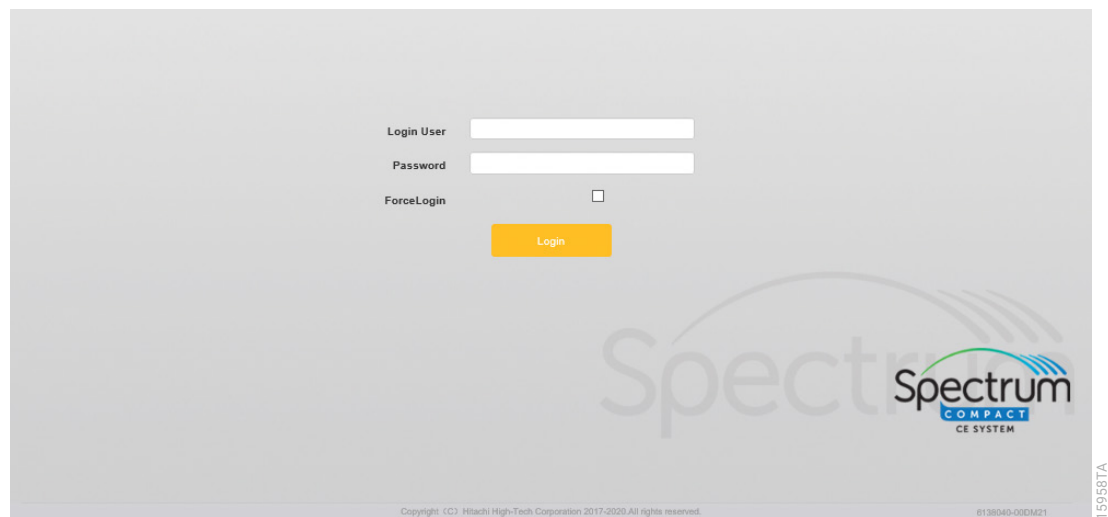 Login User
Password
ForceLogin
Login
Spectrum
Spectrum
COMPACT
CE SYSTEM
Copyright (C) Hitachi High-Tech Corporation 2017-2020.All rights reserved.
6138040-00DM21
15958TA